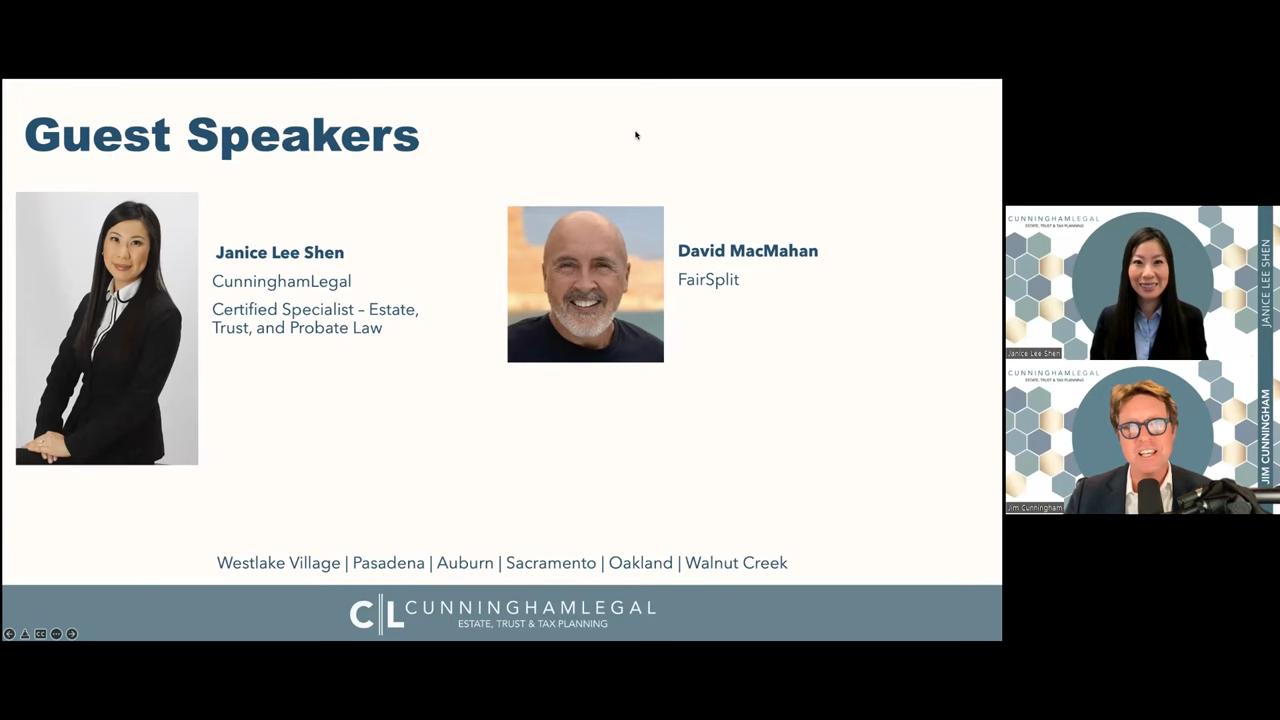 Guest Speakers
Janice Lee Shen
CunninghamLegal
Certified Specialist – Estate,
Trust, and Probate Law
David MacMahan
FairSplit
Westlake Village | Pasadena | Auburn | Sacramento | Oakland | Walnut Creek
C L CUNNINGHAMLEGAL
ESTATE, TRUST & TAX PLANNING
CC
CUNNINGHAMLEGAL
ESTATE, TRUST & TAX PLANNING
JANICE LEE SHEN
Janice Lee Shen
CUNNINGHAMLEGAL
ESTATE, TRUST & TAX PLANNING
JIM CUNNINGHAM
Jim Cunningham